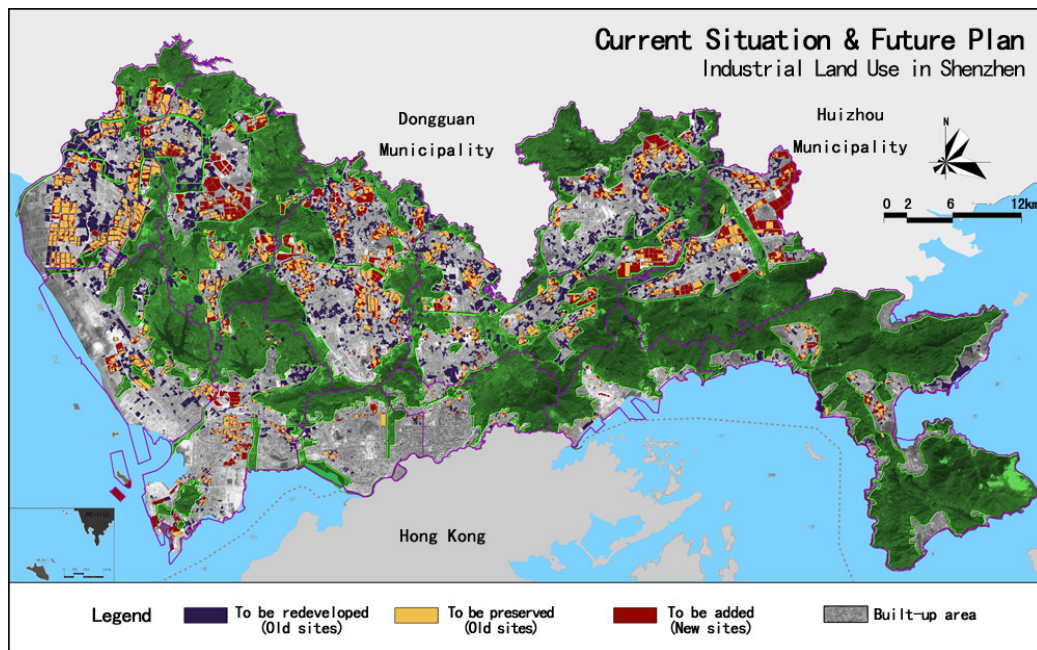 Current Situation & Future Plan
Industrial Land Use in Shenzhen
Dongguan
Municipality
Huizhou
Municipality
N
0 2 6 12km
Hong Kong
Legend
To be redeveloped
(Old sites)
To be preserved
(Old sites)
To be added
(New sites)
Built-up area